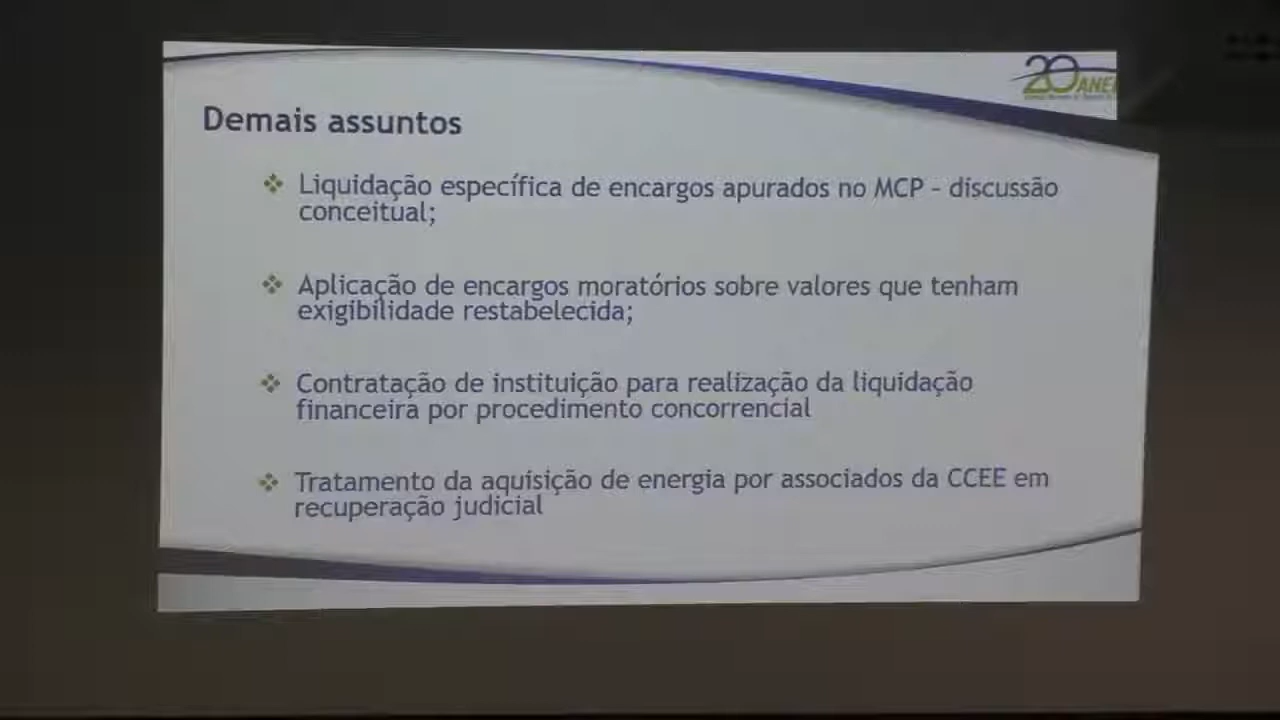 20
Demais assuntos
Liquidação específica de encargos apurados no MCP – discussão
conceitual;
Aplicação de encargos moratórios sobre valores que tenham
exigibilidade restabelecida;
Contratação de instituição para realização da liquidação
financeira por procedimento concorrencial
Tratamento da aquisição de energia por associados da CCEE em
recuperação judicial